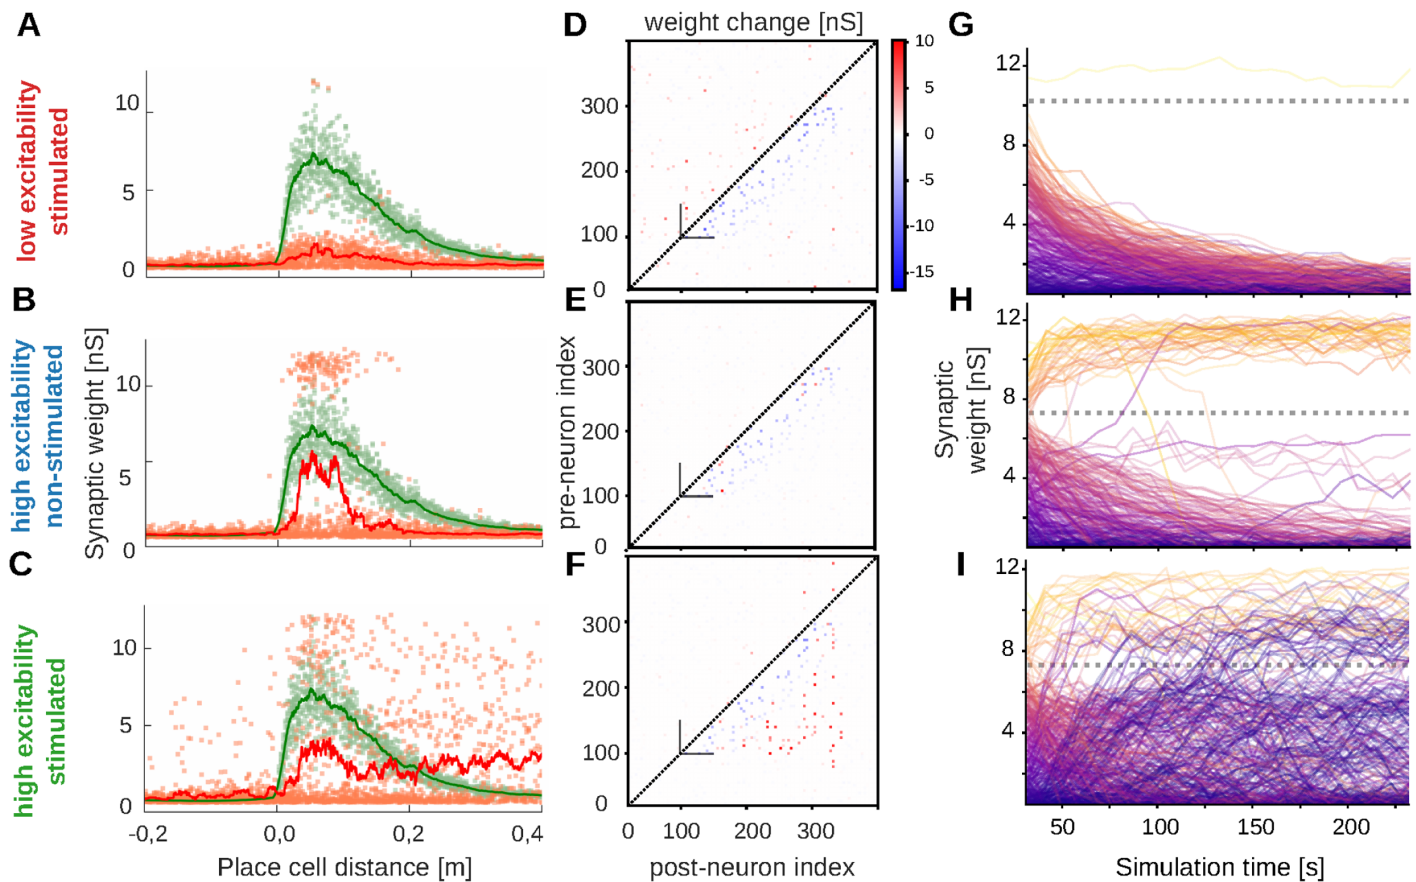 A
low excitability
stimulated
10
5
0
B
high excitability
non-stimulated
Synaptic weight [nS]
10
5
0
C
high excitability
stimulated
10
5
0
-0,2
0,0
0,2
0,4
Place cell distance [m]
D
weight change [nS]
300
200
100
0
10
5
0
-5
-10
-15
E
pre-neuron index
300
200
100
0
F
300
200
100
0
0
100
200
300
post-neuron index
G
12
8
4
H
Synaptic
weight [nS]
12
8
4
I
12
8
4
50
100
150
200
Simulation time [s]